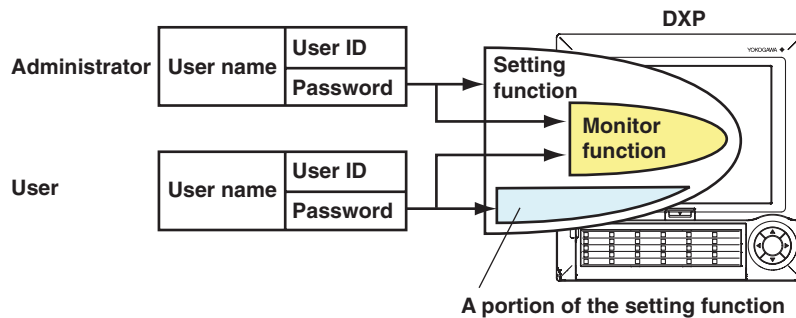 DXP
YOKOGAWA
Administrator
User name
User ID
Password
Setting
function
Monitor
function
User
User name
User ID
Password
A portion of the setting function